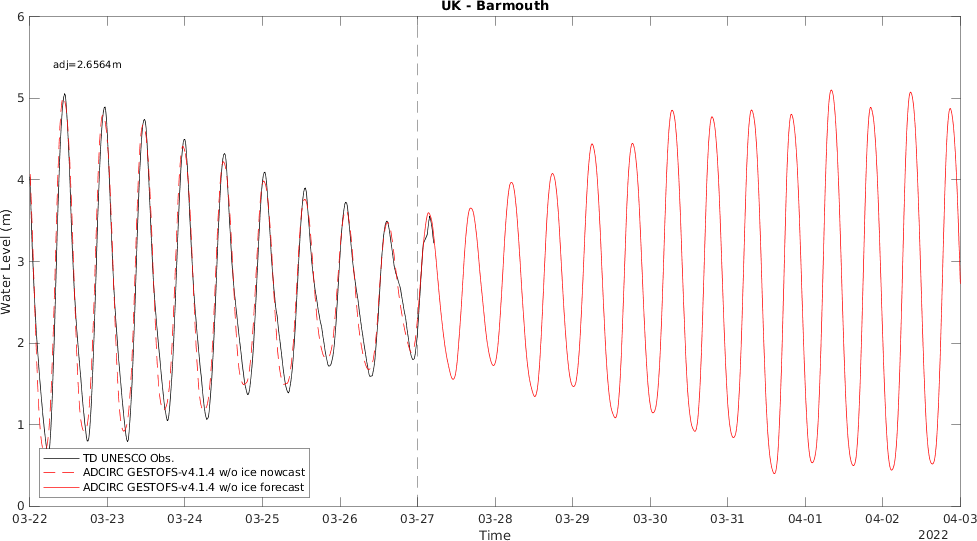 UK - Barmouth
adj=2.6564m
6
5
4
3
2
1
0
Water Level (m)
TD UNESCO Obs.
ADCIRC GESTOFS-v4.1.4 w/o ice nowcast
ADCIRC GESTOFS-v4.1.4 w/o ice forecast
03-22 03-23 03-24 03-25 03-26 03-27 03-28 03-29 03-30 03-31 04-01 04-02 04-03
Time
2022